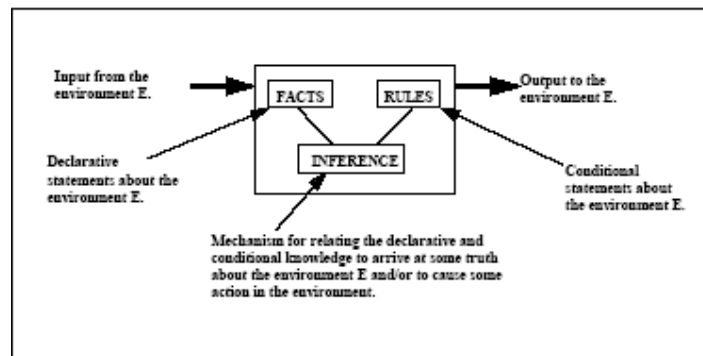 Input from the
environment E.
Output to the
environment E.
FACTS
RULES
INFERENCE
Declarative
statements about the
environment E.
Conditional
statements about
the environment E.
Mechanism for relating the declarative and
conditional knowledge to arrive at some truth
about the environment E and/or to cause some
action in the environment.